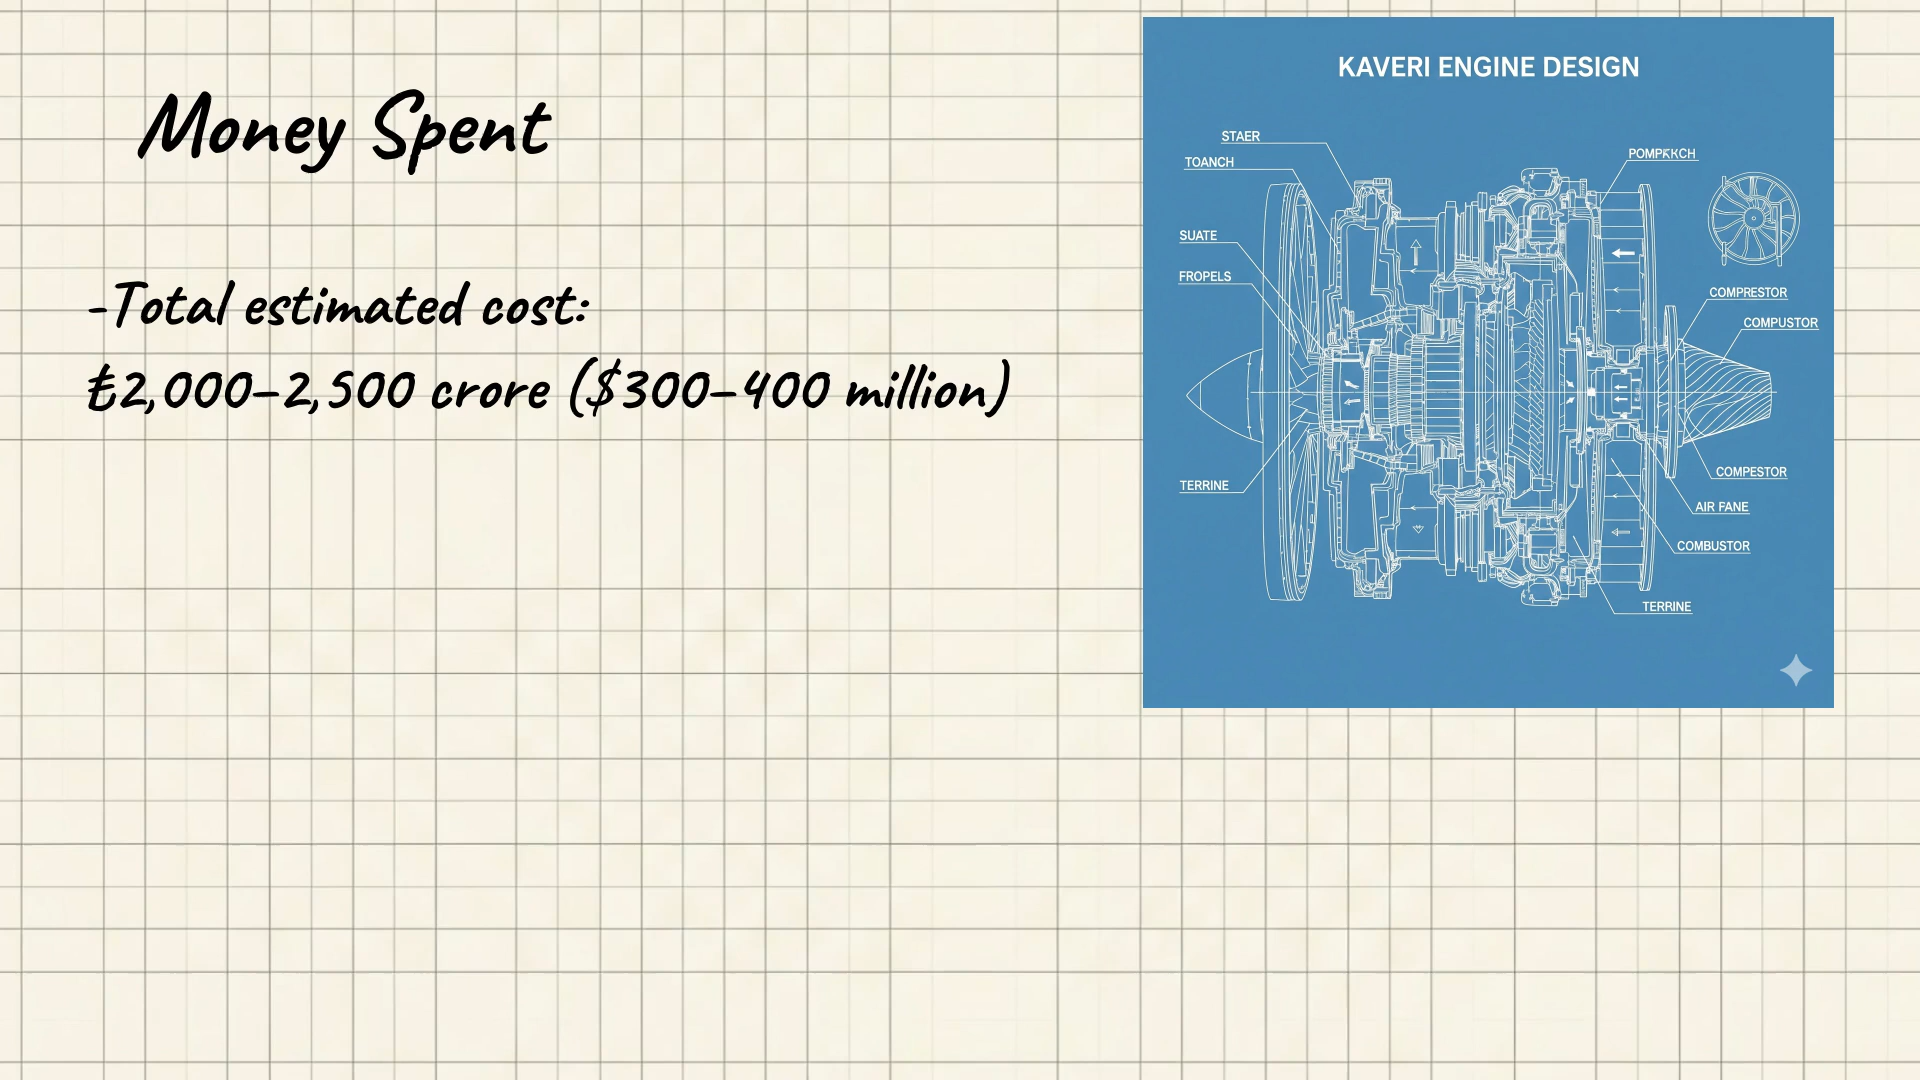 Money Spent
-Total estimated cost:
₹2,000–2,500 crore ($300–400 million)
KAVERI ENGINE DESIGN
STAER
TOANCH
SUATE
FROPELS
TERRINE
POMPKKCH
COMPRESTOR
COMPUSTOR
COMPESTOR
AIR FANE
COMBUSTOR
TERRINE